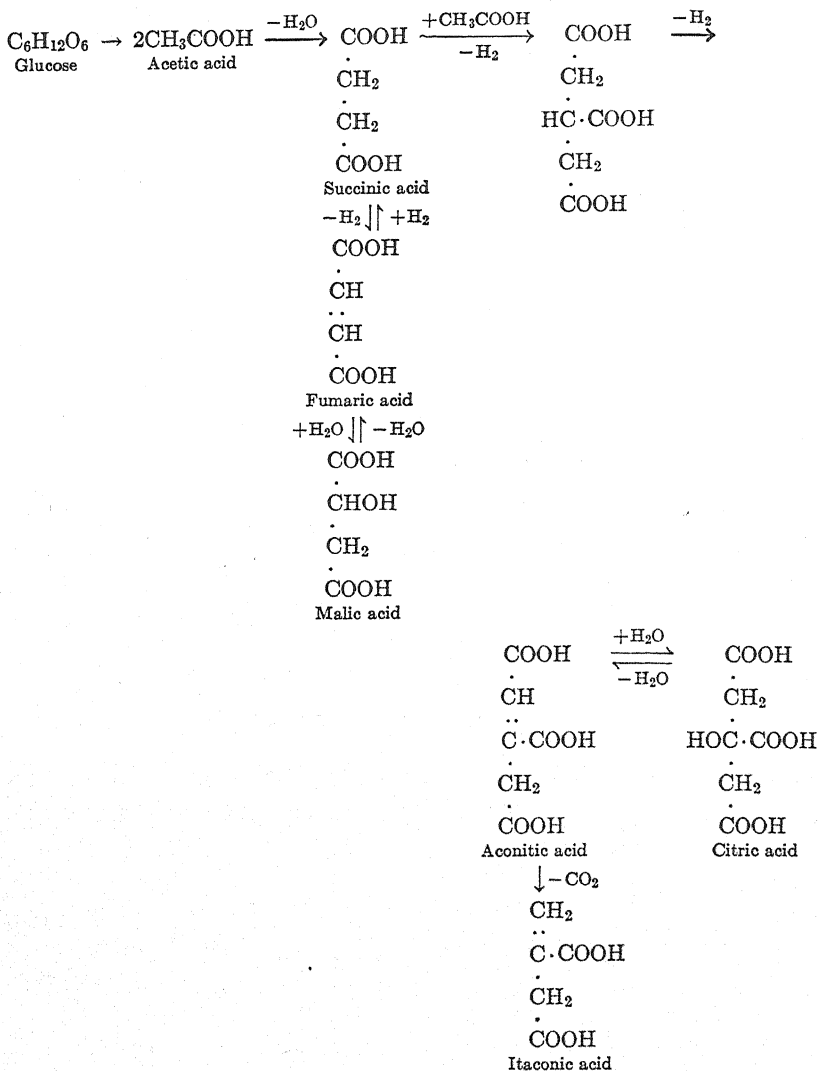 C₆H₁₂O₆ → 2CH₃COOH −H₂O → COOH +CH₃COOH −H₂ → COOH −H₂ →
Glucose Acetic acid
CH₂ CH₂
CH₂ HC·COOH
COOH CH₂
Succinic acid COOH
−H₂ ⇌ +H₂
COOH
CH
CH
COOH
Fumaric acid
+H₂O ⇌ −H₂O
COOH
CHOH
CH₂
COOH
Malic acid
COOH +H₂O ⇌ −H₂O COOH
CH CH₂
C·COOH HOC·COOH
CH₂ CH₂
COOH COOH
Aconitic acid Citric acid
↓ −CO₂
CH₂
C·COOH
CH₂
COOH
Itaconic acid